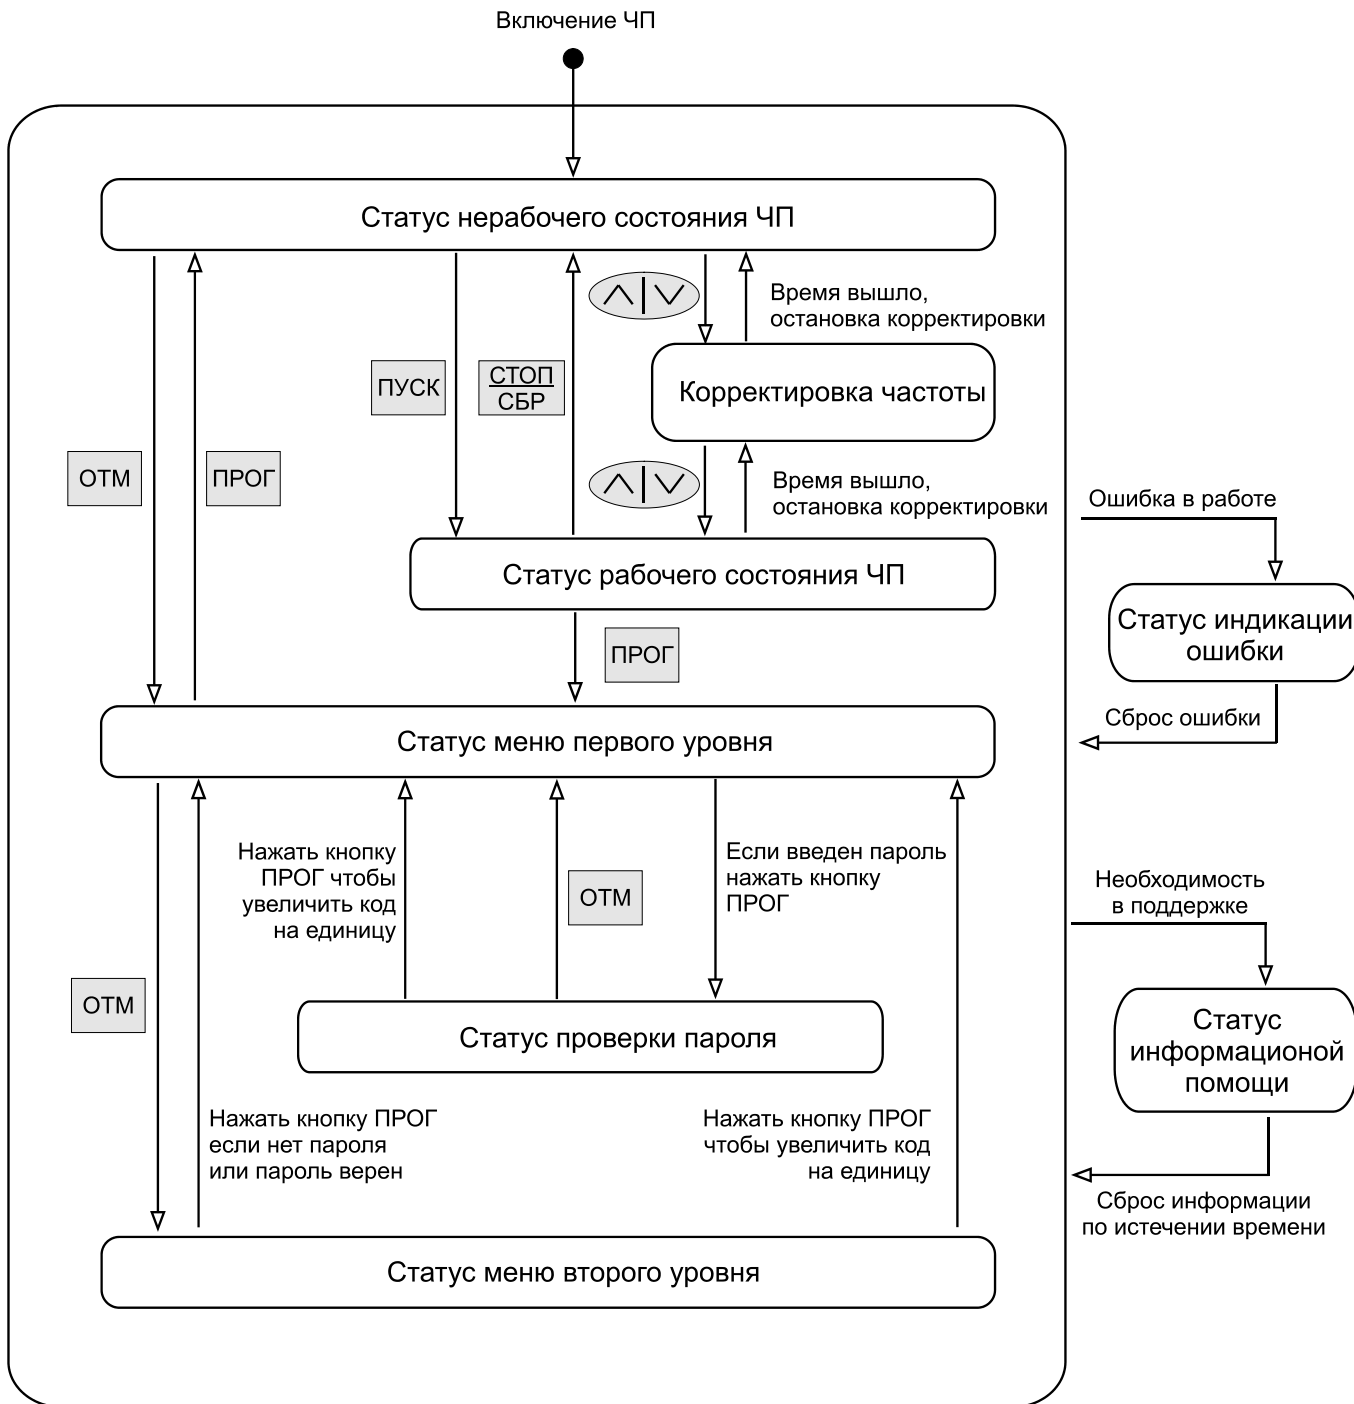 Включение ЧП
Статус нерабочего состояния ЧП
Время вышло,
остановка корректировки
ПУСК
СТОП
СБР
Корректировка частоты
ОТМ
ПРОГ
Время вышло,
остановка корректировки
Ошибка в работе
Статус рабочего состояния ЧП
Статус индикации
ошибки
ПРОГ
Сброс ошибки
Статус меню первого уровня
Нажать кнопку
ПРОГ чтобы
увеличить код
на единицу
ОТМ
Если введен пароль
нажать кнопку
ПРОГ
Необходимость
в поддержке
ОТМ
Статус проверки пароля
Статус
информационой
помощи
Нажать кнопку ПРОГ
если нет пароля
или пароль верен
Нажать кнопку ПРОГ
чтобы увеличить код
на единицу
Сброс информации
по истечении времени
Статус меню второго уровня